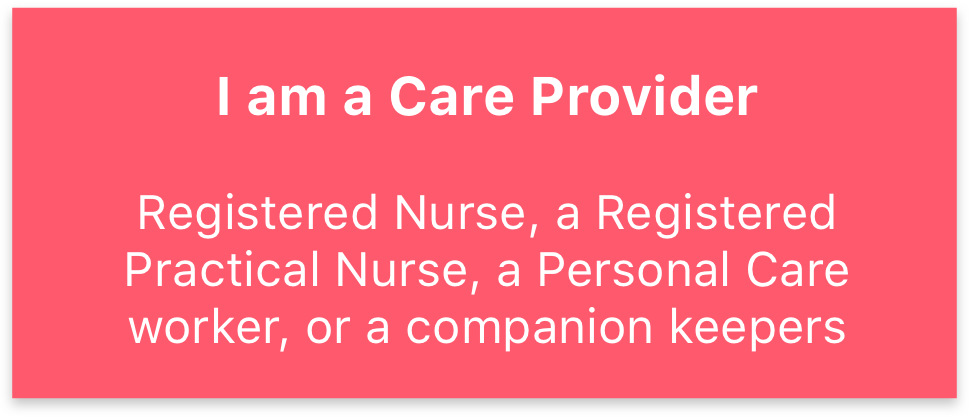 I am a Care Provider
Registered Nurse, a Registered
Practical Nurse, a Personal Care
worker, or a companion keepers